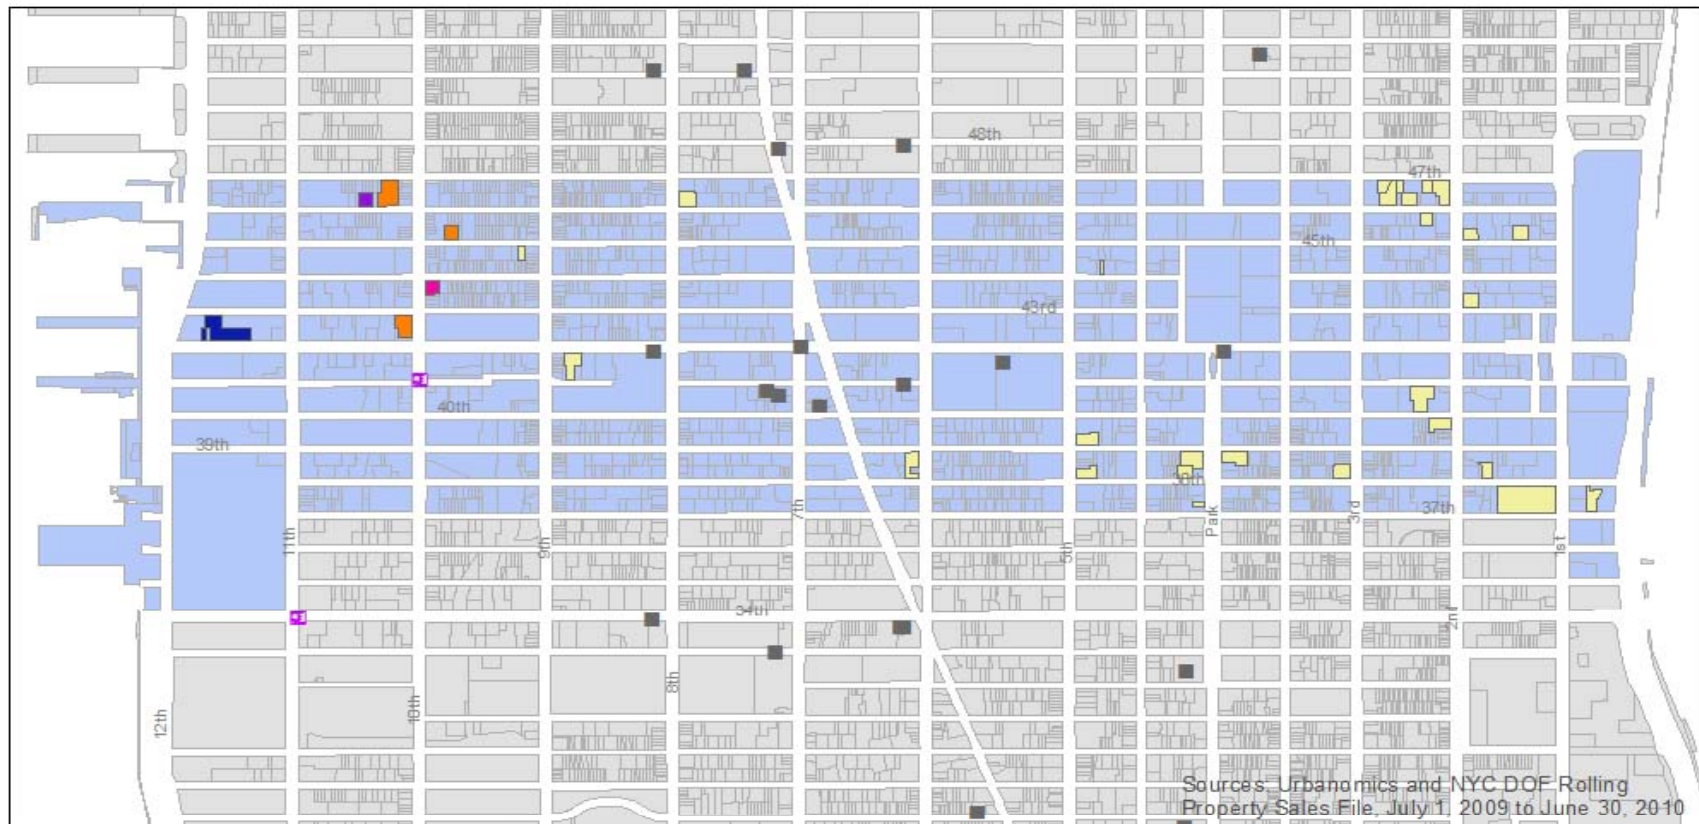 48th
47th
45th
43rd
40th
39th
38th
37th
7th
Park
3rd
11th
9th
5th
1st
34th
2nd
8th
10th
12th
Sources: Urbanomics and NYC DOF Rolling
Property Sales File, July 1, 2009 to June 30, 2010